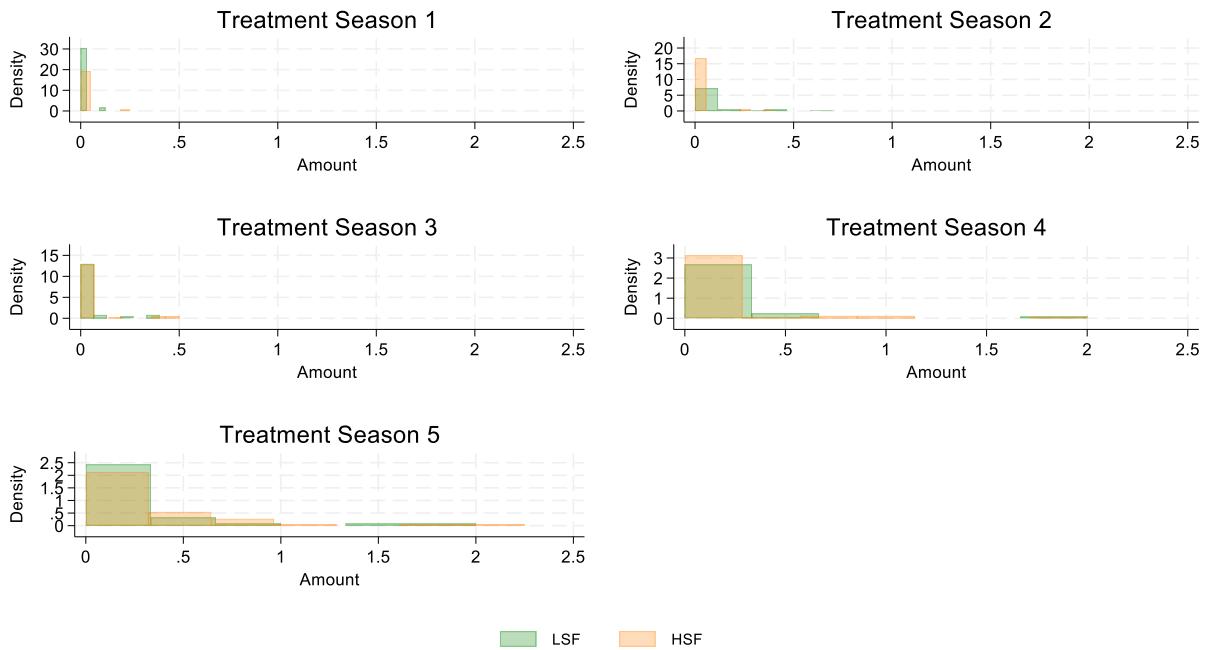 Treatment Season 1
Density
30
20
10
0
0 .5 1 1.5 2 2.5
Amount
Treatment Season 2
Density
20
15
10
5
0
0 .5 1 1.5 2 2.5
Amount
Treatment Season 3
Density
15
10
5
0
0 .5 1 1.5 2 2.5
Amount
Treatment Season 4
Density
3
2
1
0
0 .5 1 1.5 2 2.5
Amount
Treatment Season 5
Density
2.5
2
1.5
1
.5
0
0 .5 1 1.5 2 2.5
Amount
LSF HSF